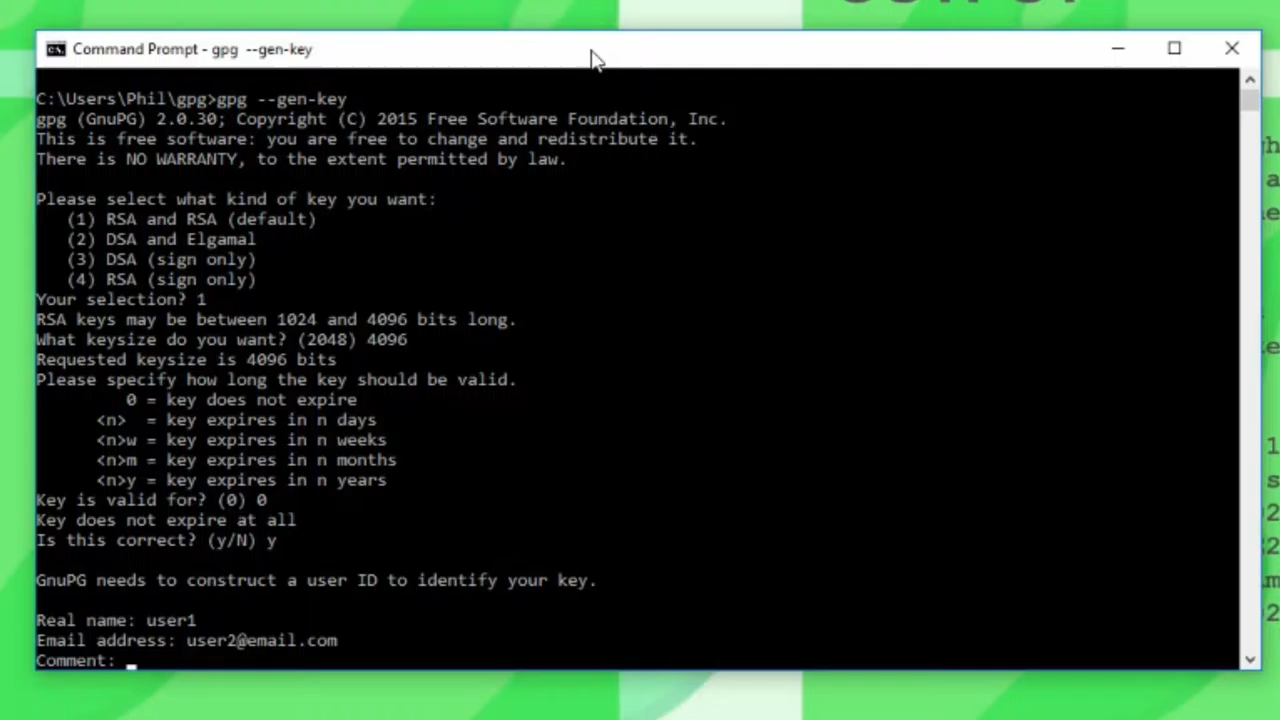 Command Prompt - gpg --gen-key
C:\Users\Phil\gpg>gpg --gen-key
gpg (GnuPG) 2.0.30; Copyright (C) 2015 Free Software Foundation, Inc.
This is free software: you are free to change and redistribute it.
There is NO WARRANTY, to the extent permitted by law.
Please select what kind of key you want:
(1) RSA and RSA (default)
(2) DSA and Elgamal
(3) DSA (sign only)
(4) RSA (sign only)
Your selection? 1
RSA keys may be between 1024 and 4096 bits long.
What keysize do you want? (2048) 4096
Requested keysize is 4096 bits
Please specify how long the key should be valid.
0 = key does not expire
<n>  = key expires in n days
<n>w = key expires in n weeks
<n>m = key expires in n months
<n>y = key expires in n years
Key is valid for? (0) 0
Key does not expire at all
Is this correct? (y/N) y
GnuPG needs to construct a user ID to identify your key.
Real name: user1
Email address: user2@email.com
Comment: